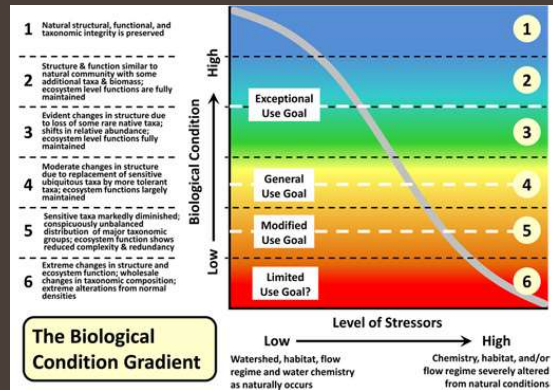 1 Natural structural, functional, and
taxonomic integrity is preserved
2 Structure & function similar to
natural community with some
additional taxa & biomass;
ecosystem level functions are fully
maintained
3 Evident changes in structure due
to loss of some rare native taxa;
shifts in relative abundance;
ecosystem level functions fully
maintained
4 Moderate changes in structure
due to replacement of sensitive
ubiquitous taxa by more tolerant
taxa; ecosystem functions largely
maintained
5 Sensitive taxa markedly diminished;
conspicuously unbalanced
distribution of major taxonomic
groups; ecosystem function shows
reduced complexity & redundancy
6 Extreme changes in structure and
ecosystem function; wholesale
changes in taxonomic composition;
extreme alterations from normal
densities
High
Biological Condition
Low
Exceptional
Use Goal
General
Use Goal
Modified
Use Goal
Limited
Use Goal?
1
2
3
4
5
6
The Biological
Condition Gradient
Level of Stressors
Low High
Watershed, habitat, flow
regime and water chemistry
as naturally occurs
Chemistry, habitat, and/or
flow regime severely altered
from natural conditions